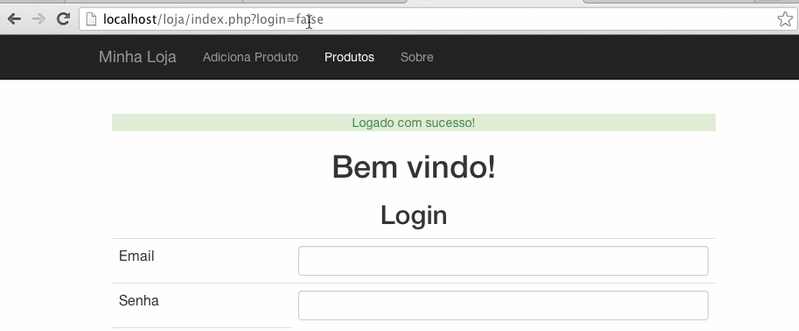 localhost/loja/index.php?login=false
Minha Loja Adiciona Produto Produtos Sobre
Logado com sucesso!
Bem vindo!
Login
Email
Senha